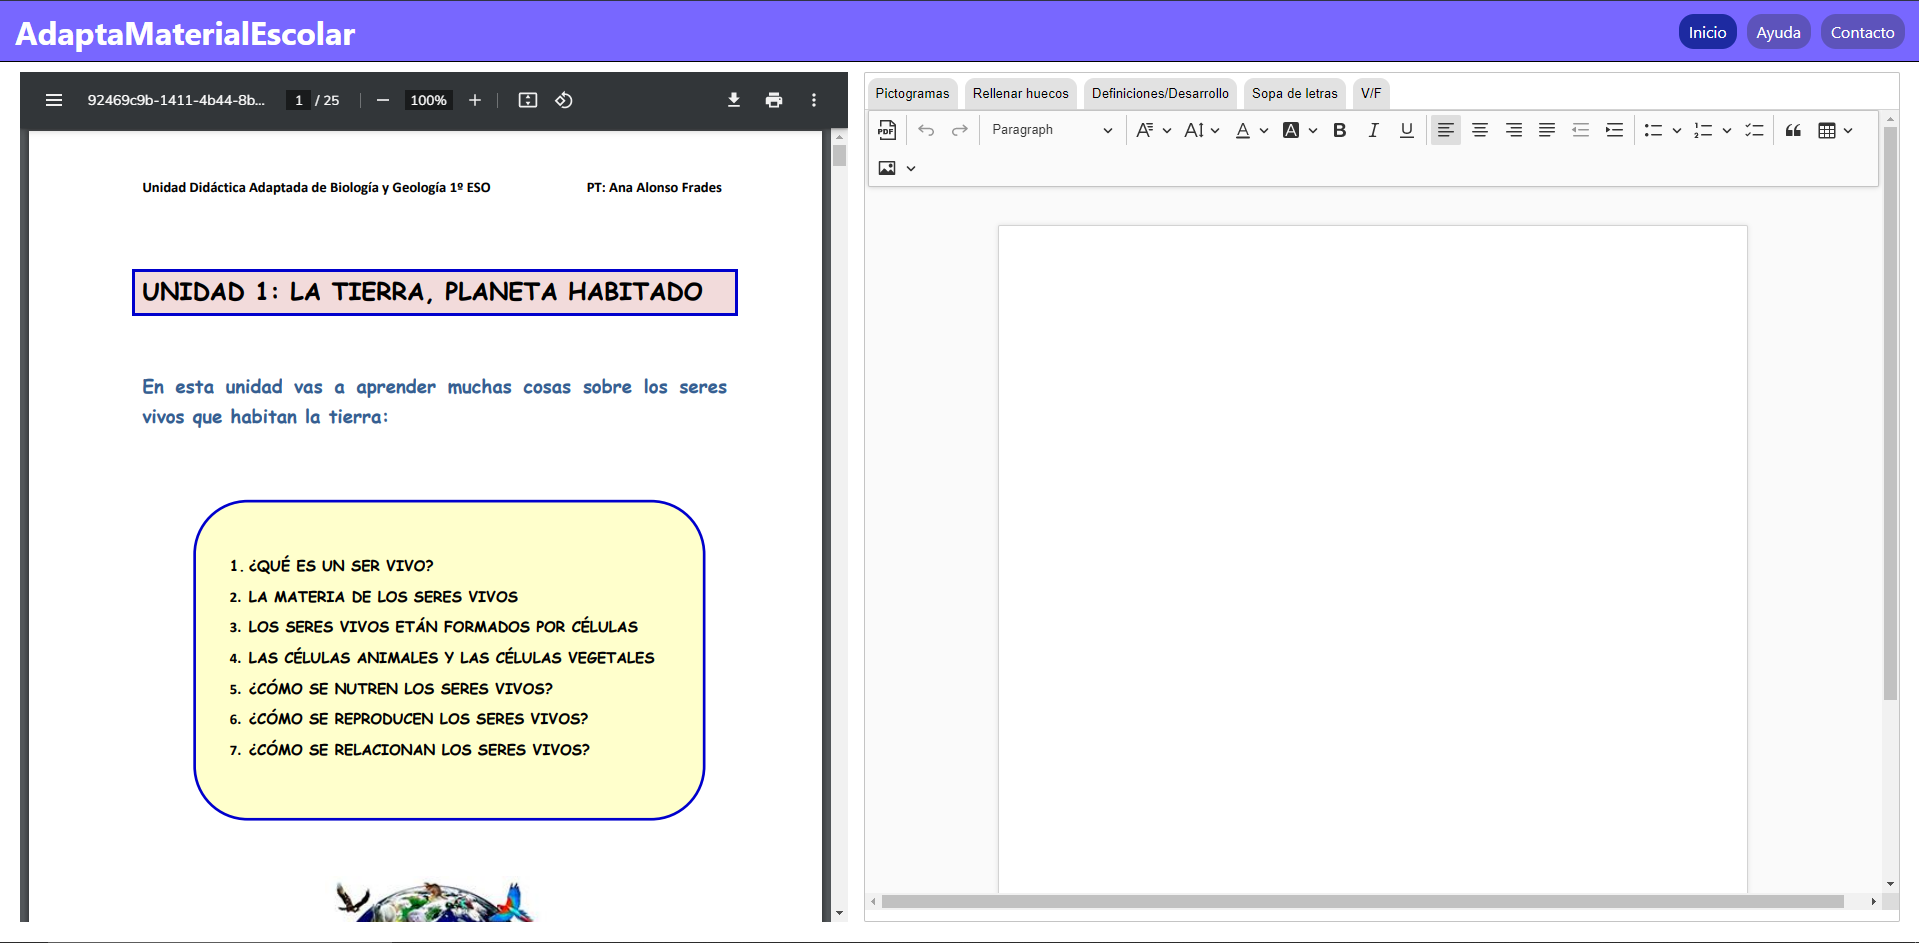 AdaptaMaterialEscolar
Inicio
Ayuda
Contacto
92469c9b-1411-4b44-8b...
1 / 25
100%
Unidad Didáctica Adaptada de Biología y Geología 1º ESO
PT: Ana Alonso Frades
UNIDAD 1: LA TIERRA, PLANETA HABITADO
En esta unidad vas a aprender muchas cosas sobre los seres
vivos que habitan la tierra:
1. ¿QUÉ ES UN SER VIVO?
2. LA MATERIA DE LOS SERES VIVOS
3. LOS SERES VIVOS ETÁN FORMADOS POR CÉLULAS
4. LAS CÉLULAS ANIMALES Y LAS CÉLULAS VEGETALES
5. ¿CÓMO SE NUTREN LOS SERES VIVOS?
6. ¿CÓMO SE REPRODUCEN LOS SERES VIVOS?
7. ¿CÓMO SE RELACIONAN LOS SERES VIVOS?
Pictogramas
Rellenar huecos
Definiciones/Desarrollo
Sopa de letras
V/F
PDF
Paragraph